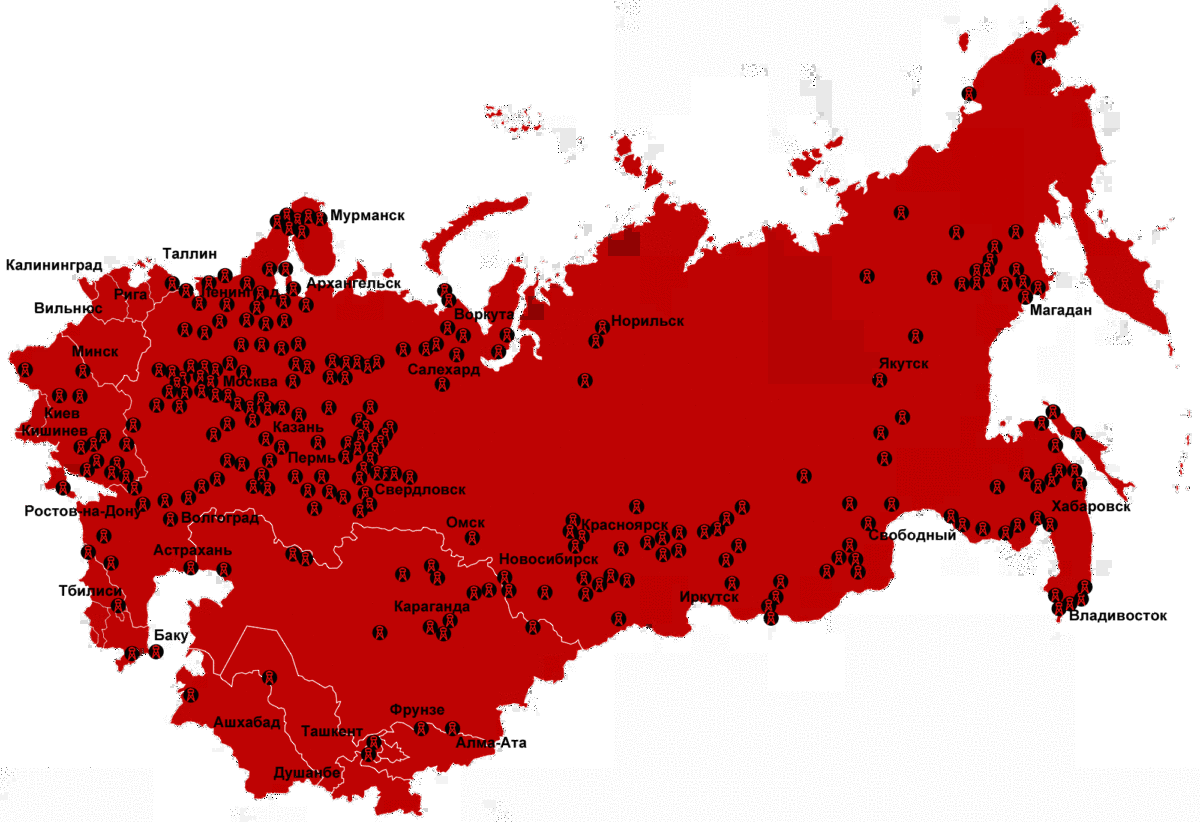 Мурманск
Таллин
Калининград
Архангельск
Рига
Ленинград
Вильнюс
Воркута
Норильск
Магадан
Минск
Салехард
Якутск
Москва
Киев
Казань
Кишинев
Пермь
Свердловск
Ростов-на-Дону
Волгоград
Хабаровск
Омск
Красноярск
Свободный
Астрахань
Новосибирск
Тбилиси
Иркутск
Караганда
Владивосток
Баку
Фрунзе
Ашхабад
Ташкент
Алма-Ата
Душанбе